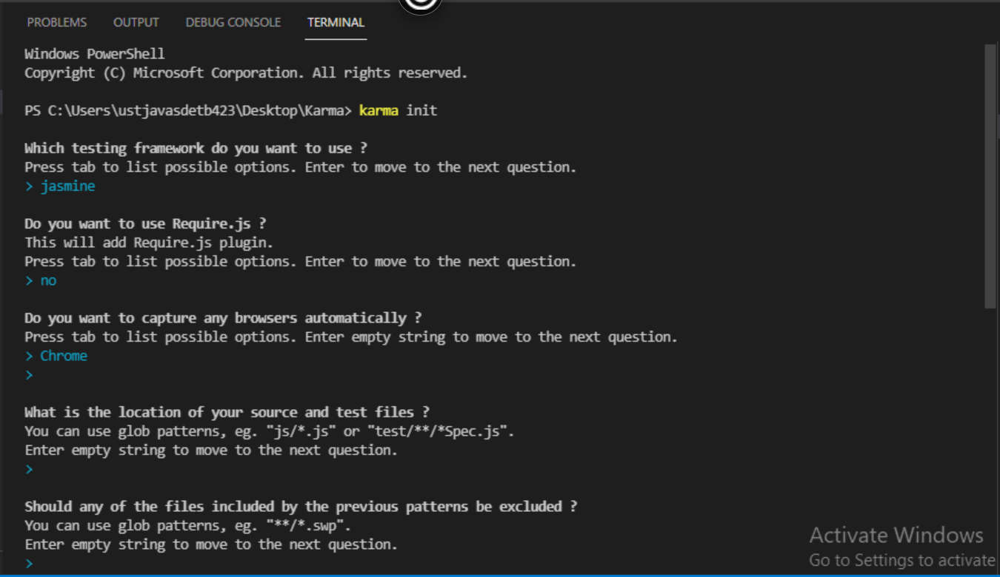 PROBLEMS OUTPUT DEBUG CONSOLE TERMINAL
Windows PowerShell
Copyright (C) Microsoft Corporation. All rights reserved.
PS C:\Users\ustjavasdetb423\Desktop\Karma> karma init
Which testing framework do you want to use ?
Press tab to list possible options. Enter to move to the next question.
> jasmine
Do you want to use Require.js ?
This will add Require.js plugin.
Press tab to list possible options. Enter to move to the next question.
> no
Do you want to capture any browsers automatically ?
Press tab to list possible options. Enter empty string to move to the next question.
> Chrome
>
What is the location of your source and test files ?
You can use glob patterns, eg. "js/*.js" or "test/**/*Spec.js".
Enter empty string to move to the next question.
>
Should any of the files included by the previous patterns be excluded ?
You can use glob patterns, eg. "**/*.swp".
Enter empty string to move to the next question.
>
Activate Windows
Go to Settings to activate